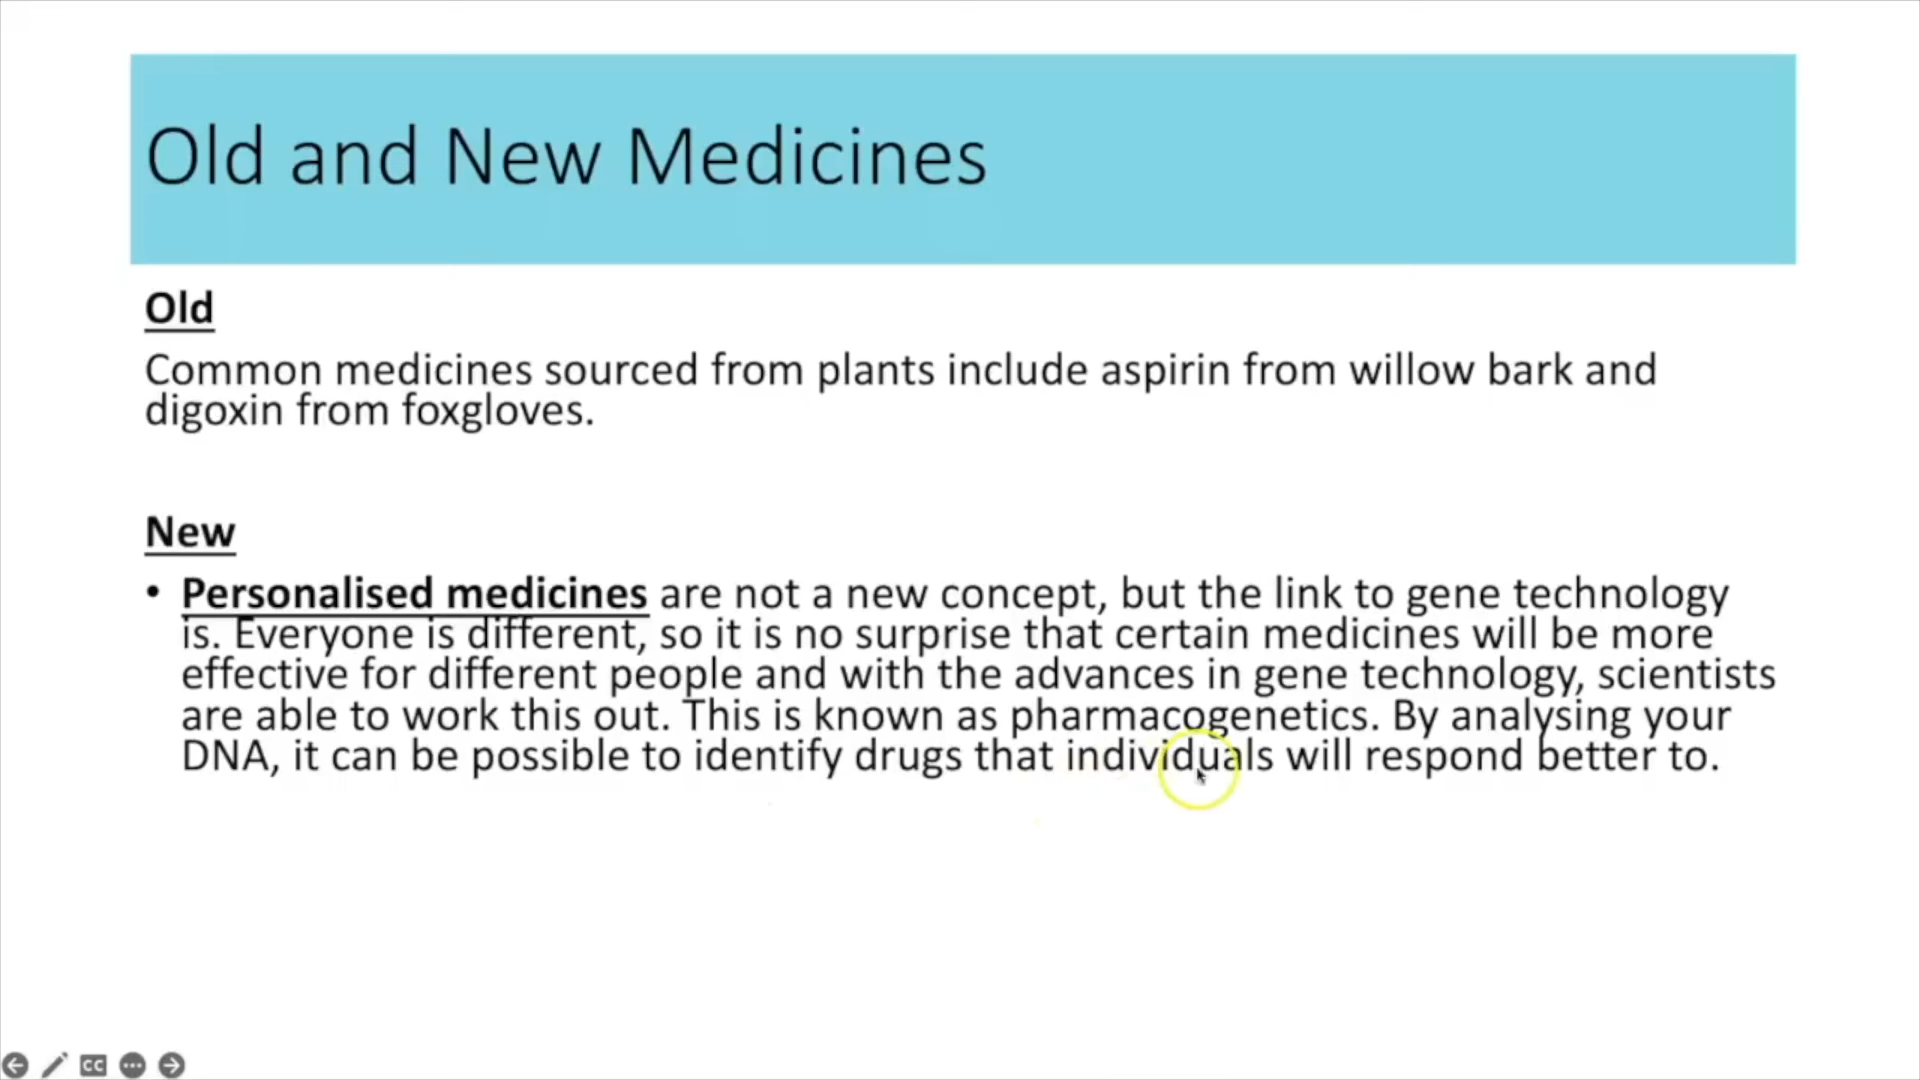 Old and New Medicines
Old
Common medicines sourced from plants include aspirin from willow bark and
digoxin from foxgloves.
New
• Personalised medicines are not a new concept, but the link to gene technology
is. Everyone is different, so it is no surprise that certain medicines will be more
effective for different people and with the advances in gene technology, scientists
are able to work this out. This is known as pharmacogenetics. By analysing your
DNA, it can be possible to identify drugs that individuals will respond better to.
CC